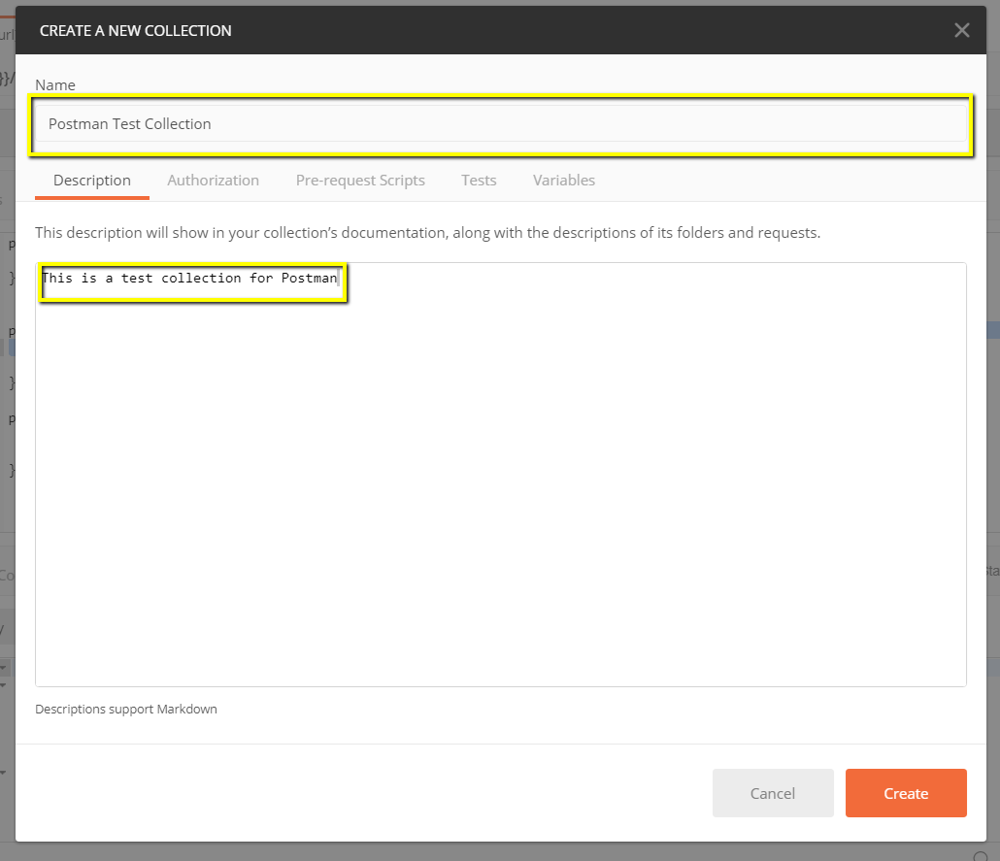 CREATE A NEW COLLECTION
Name
Postman Test Collection
Description Authorization Pre-request Scripts Tests Variables
This description will show in your collection’s documentation, along with the descriptions of its folders and requests.
This is a test collection for Postman
Descriptions support Markdown
Cancel Create